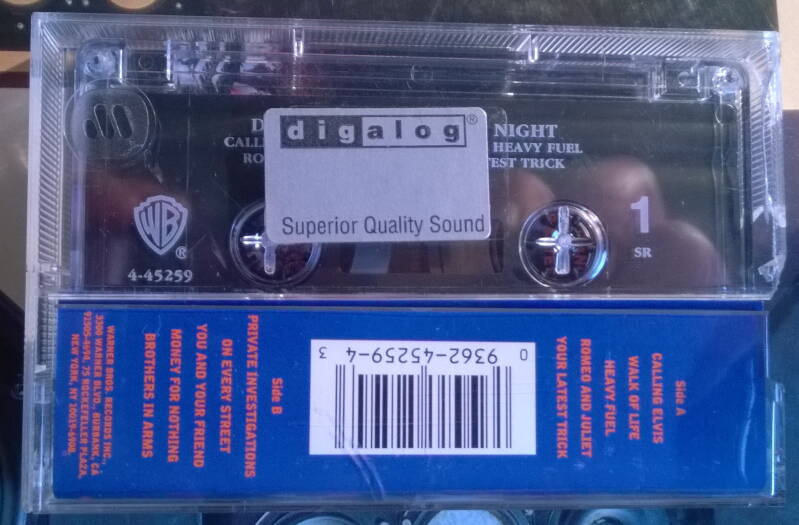 digalog®
Superior Quality Sound
D NIGHT
CALL HEAVY FUEL
RO EST TRICK
WB
®
4-45259
1
SR
Side A
CALLING ELVIS
WALK OF LIFE
HEAVY FUEL
ROMEO AND JULIET
YOUR LATEST TRICK
0 9362-45259-4 3
Side B
PRIVATE INVESTIGATIONS
ON EVERY STREET
YOU AND YOUR FRIEND
MONEY FOR NOTHING
BROTHERS IN ARMS
WARNER BROS. RECORDS INC.,
3300 WARNER BLVD., BURBANK, CA
91505-4694. 75 ROCKEFELLER PLAZA,
NEW YORK, NY 10019-6908.